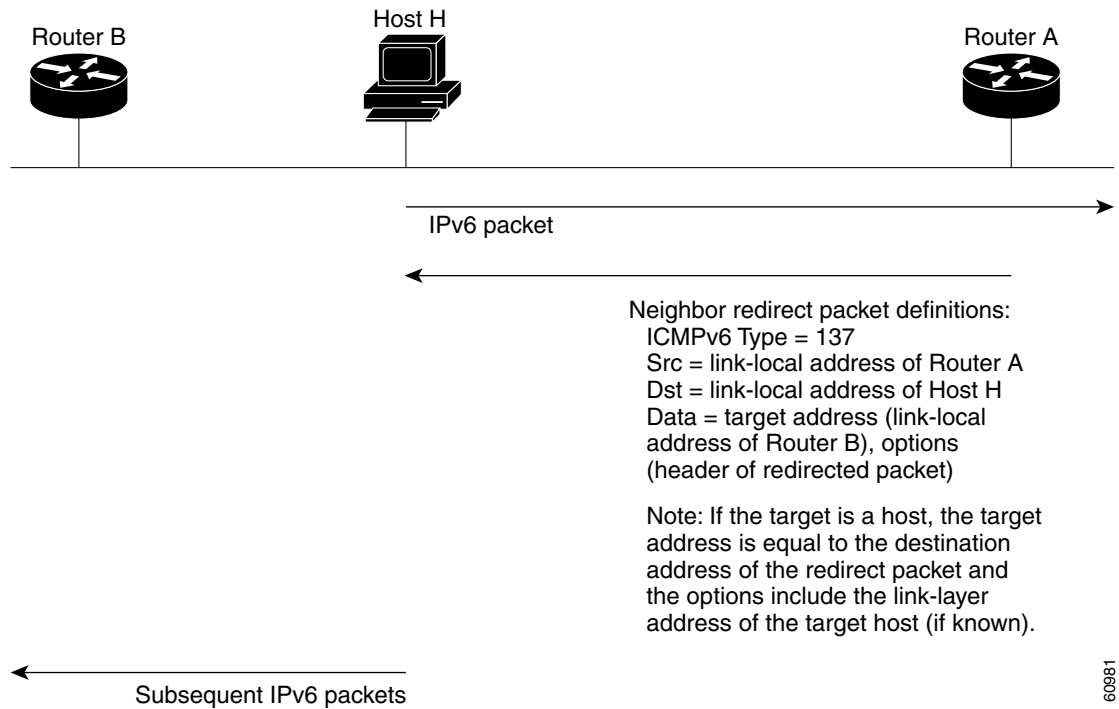 Router B
Host H
Router A
IPv6 packet
Neighbor redirect packet definitions:
ICMPv6 Type = 137
Src = link-local address of Router A
Dst = link-local address of Host H
Data = target address (link-local
address of Router B), options
(header of redirected packet)
Note: If the target is a host, the target
address is equal to the destination
address of the redirect packet and
the options include the link-layer
address of the target host (if known).
Subsequent IPv6 packets
60981